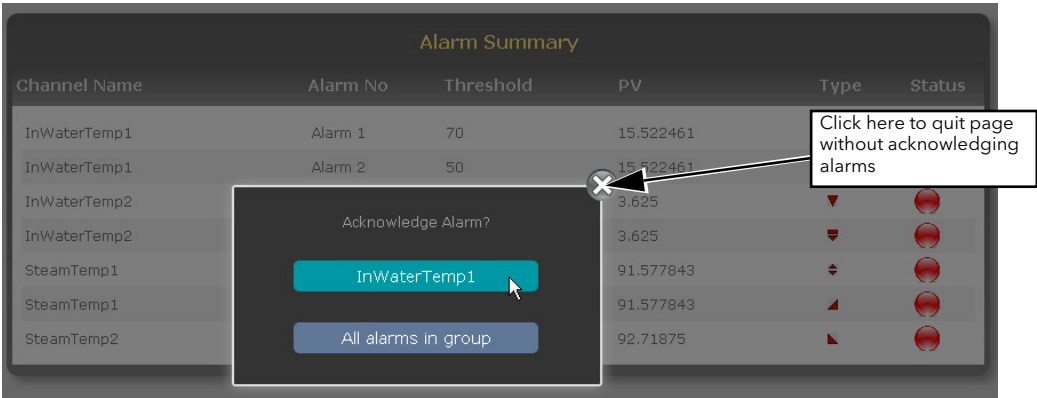 Alarm Summary
Channel Name Alarm No Threshold PV Type Status
InWaterTemp1 Alarm 1 70 15.522461
Click here to quit page
without acknowledging
alarms
InWaterTemp1 Alarm 2 50 15.522461
InWaterTemp2 3.625
Acknowledge Alarm?
InWaterTemp2 3.625
SteamTemp1 91.577843
InWaterTemp1
SteamTemp1 91.577843
SteamTemp2 92.71875
All alarms in group